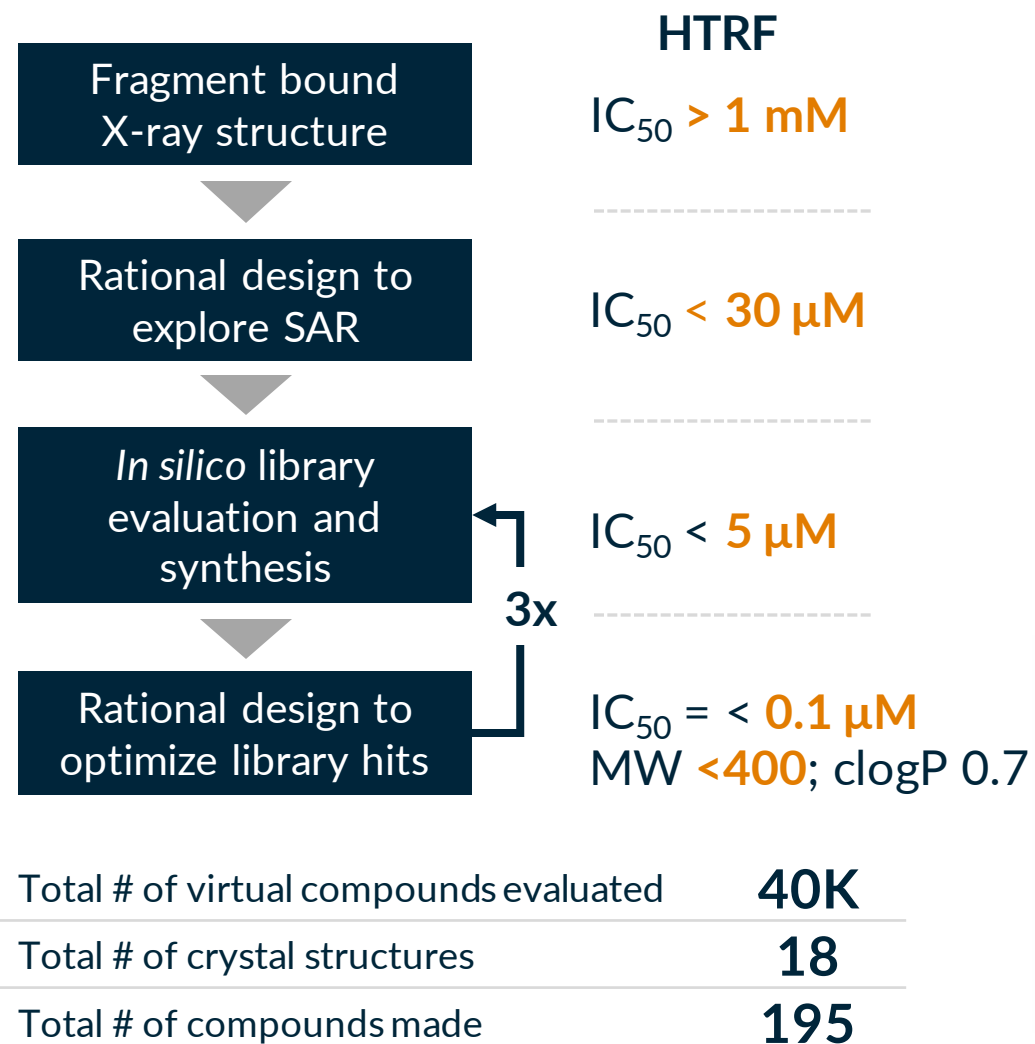 HTRF
Fragment bound
X-ray structure
IC50 > 1 mM
Rational design to
explore SAR
IC50 < 30 µM
In silico library
evaluation and
synthesis
IC50 < 5 µM
3x
Rational design to
optimize library hits
IC50 = < 0.1 µM
MW <400; clogP 0.7
Total # of virtual compounds evaluated 40K
Total # of crystal structures 18
Total # of compounds made 195